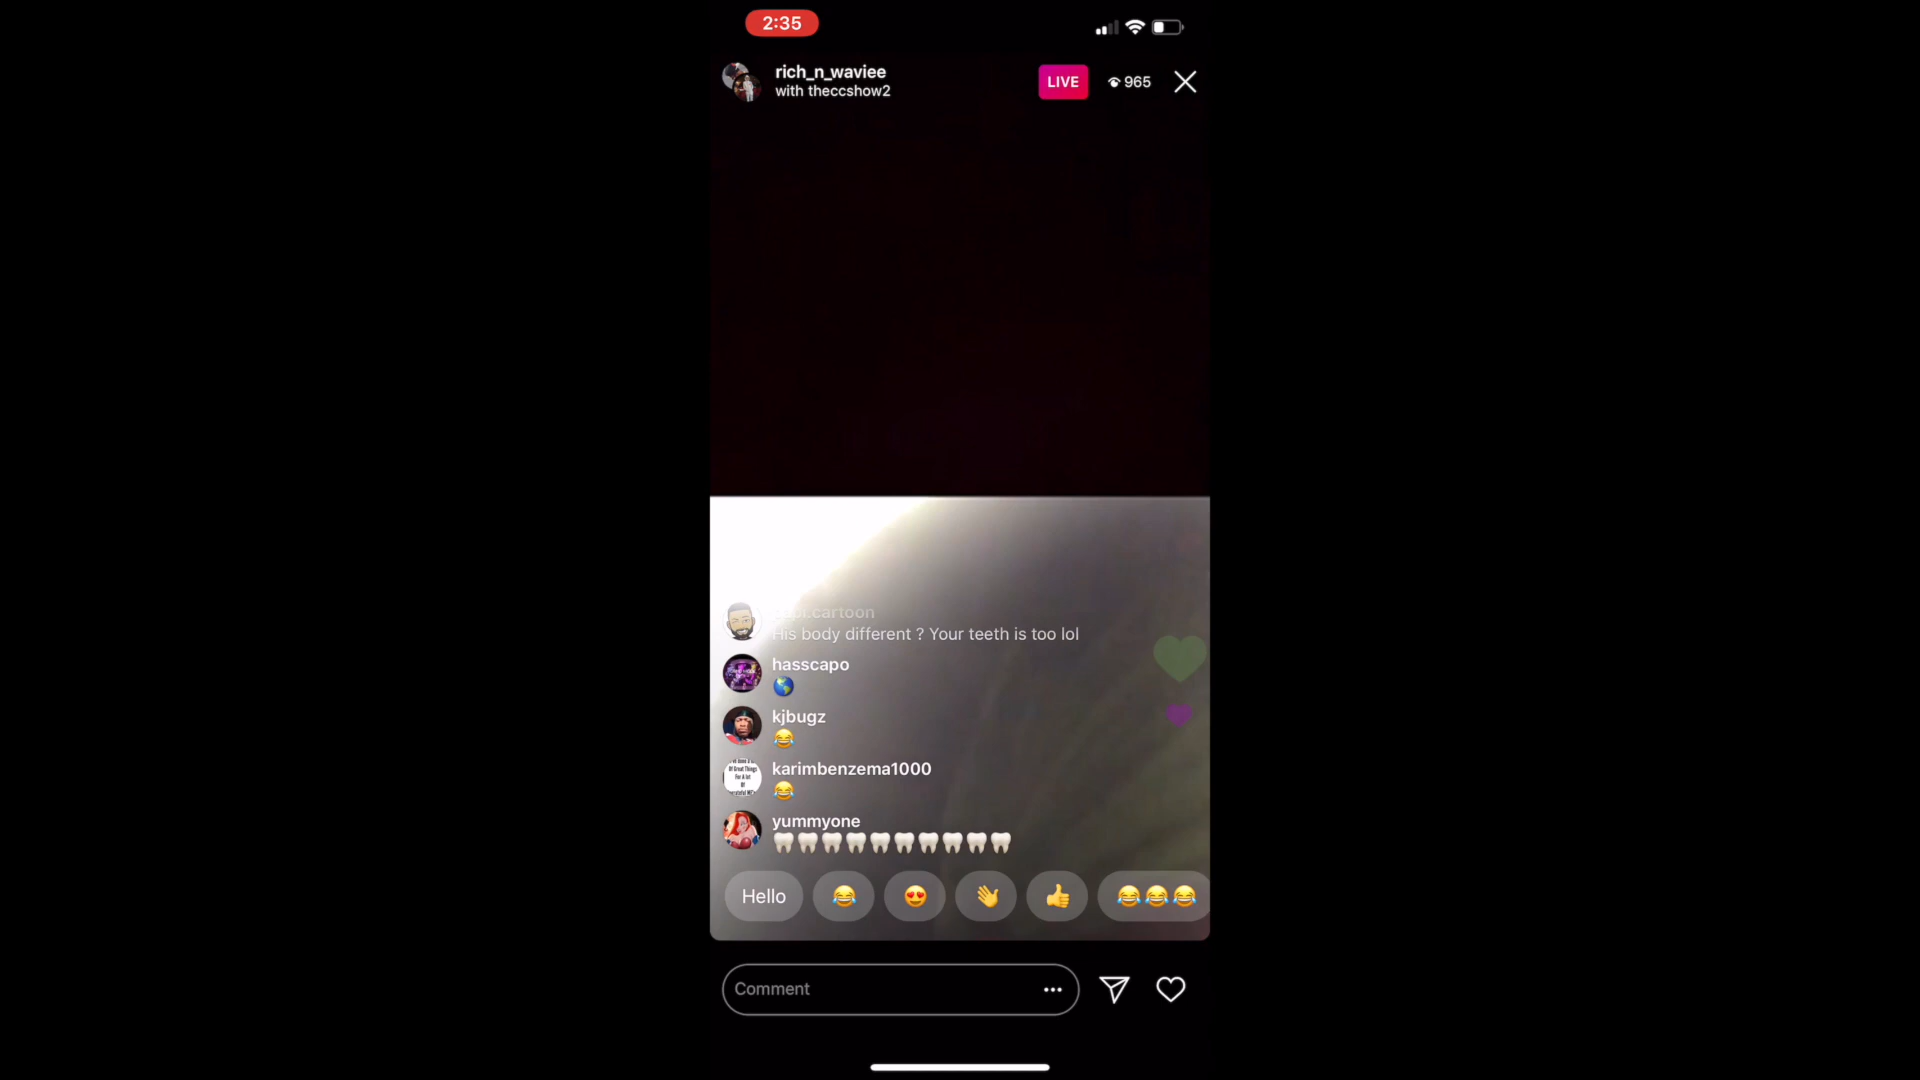 2:35
rich_n_waviee
with theccshow2
LIVE
965
.cartoon
His body different ? Your teeth is too lol
hasscapo
🌎
kjbugz
😂
karimbenzema1000
😂
yummyone
🦷🦷🦷🦷🦷🦷🦷🦷🦷🦷
Hello
😂
😍
👋
👍
😂😂😂
Comment